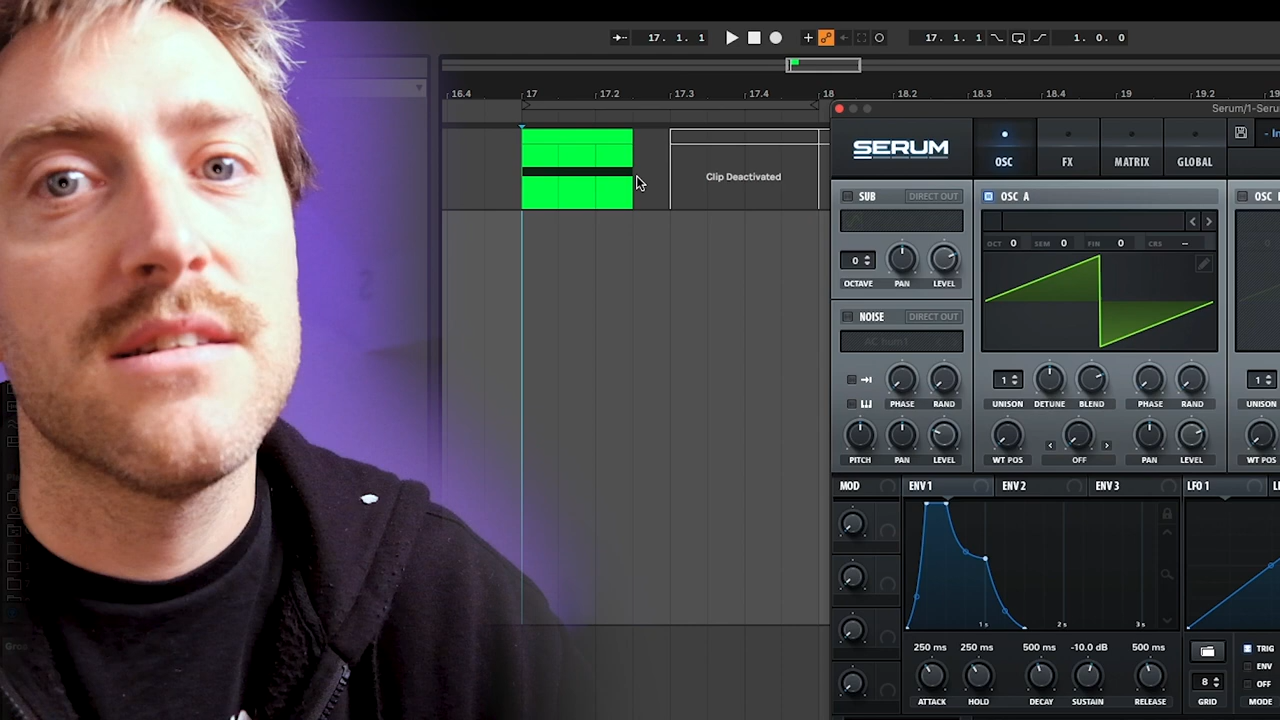 17. 1. 1
17. 1. 1
1. 0. 0
16.4 17 17.2 17.3 17.4 18 18.2 18.3 18.4 19 19.2
Serum/1-Seru
Clip Deactivated
SERUM
OSC FX MATRIX GLOBAL
SUB DIRECT OUT
OSC A
OCT 0 SEM 0 FIN 0 CRS --
0
OCTAVE PAN LEVEL
NOISE DIRECT OUT
AC hum1
1
1
PHASE RAND
UNISON DETUNE BLEND PHASE RAND
UNISON
PITCH PAN LEVEL
WT POS OFF PAN LEVEL
WT POS
MOD ENV 1 ENV 2 ENV 3 LFO 1
1 s 2 s 3 s
250 ms 250 ms 500 ms -10.0 dB 500 ms
ATTACK HOLD DECAY SUSTAIN RELEASE
8
GRID
TRIG
ENV
OFF
MODE